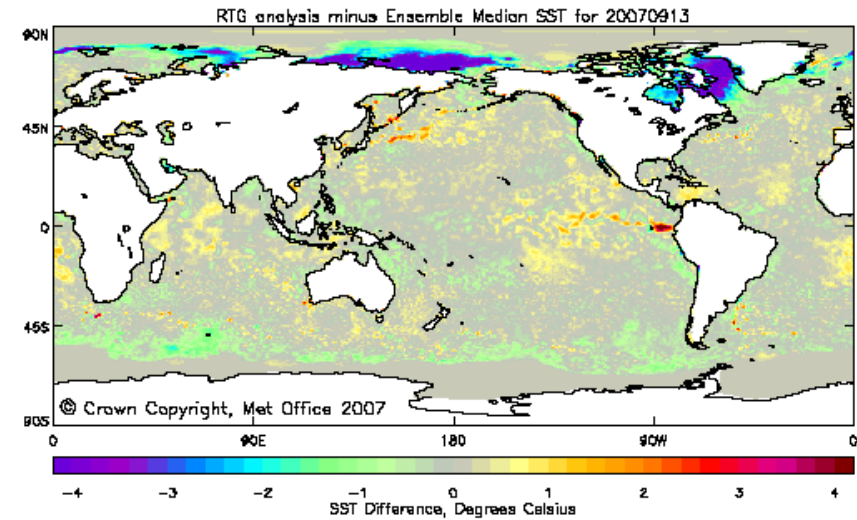 RTG analysis minus Ensemble Median SST for 20070913
90N
45N
0
45S
90S
© Crown Copyright, Met Office 2007
0 90E 180 90W 0
-4 -3 -2 -1 0 1 2 3 4
SST Difference, Degrees Celsius